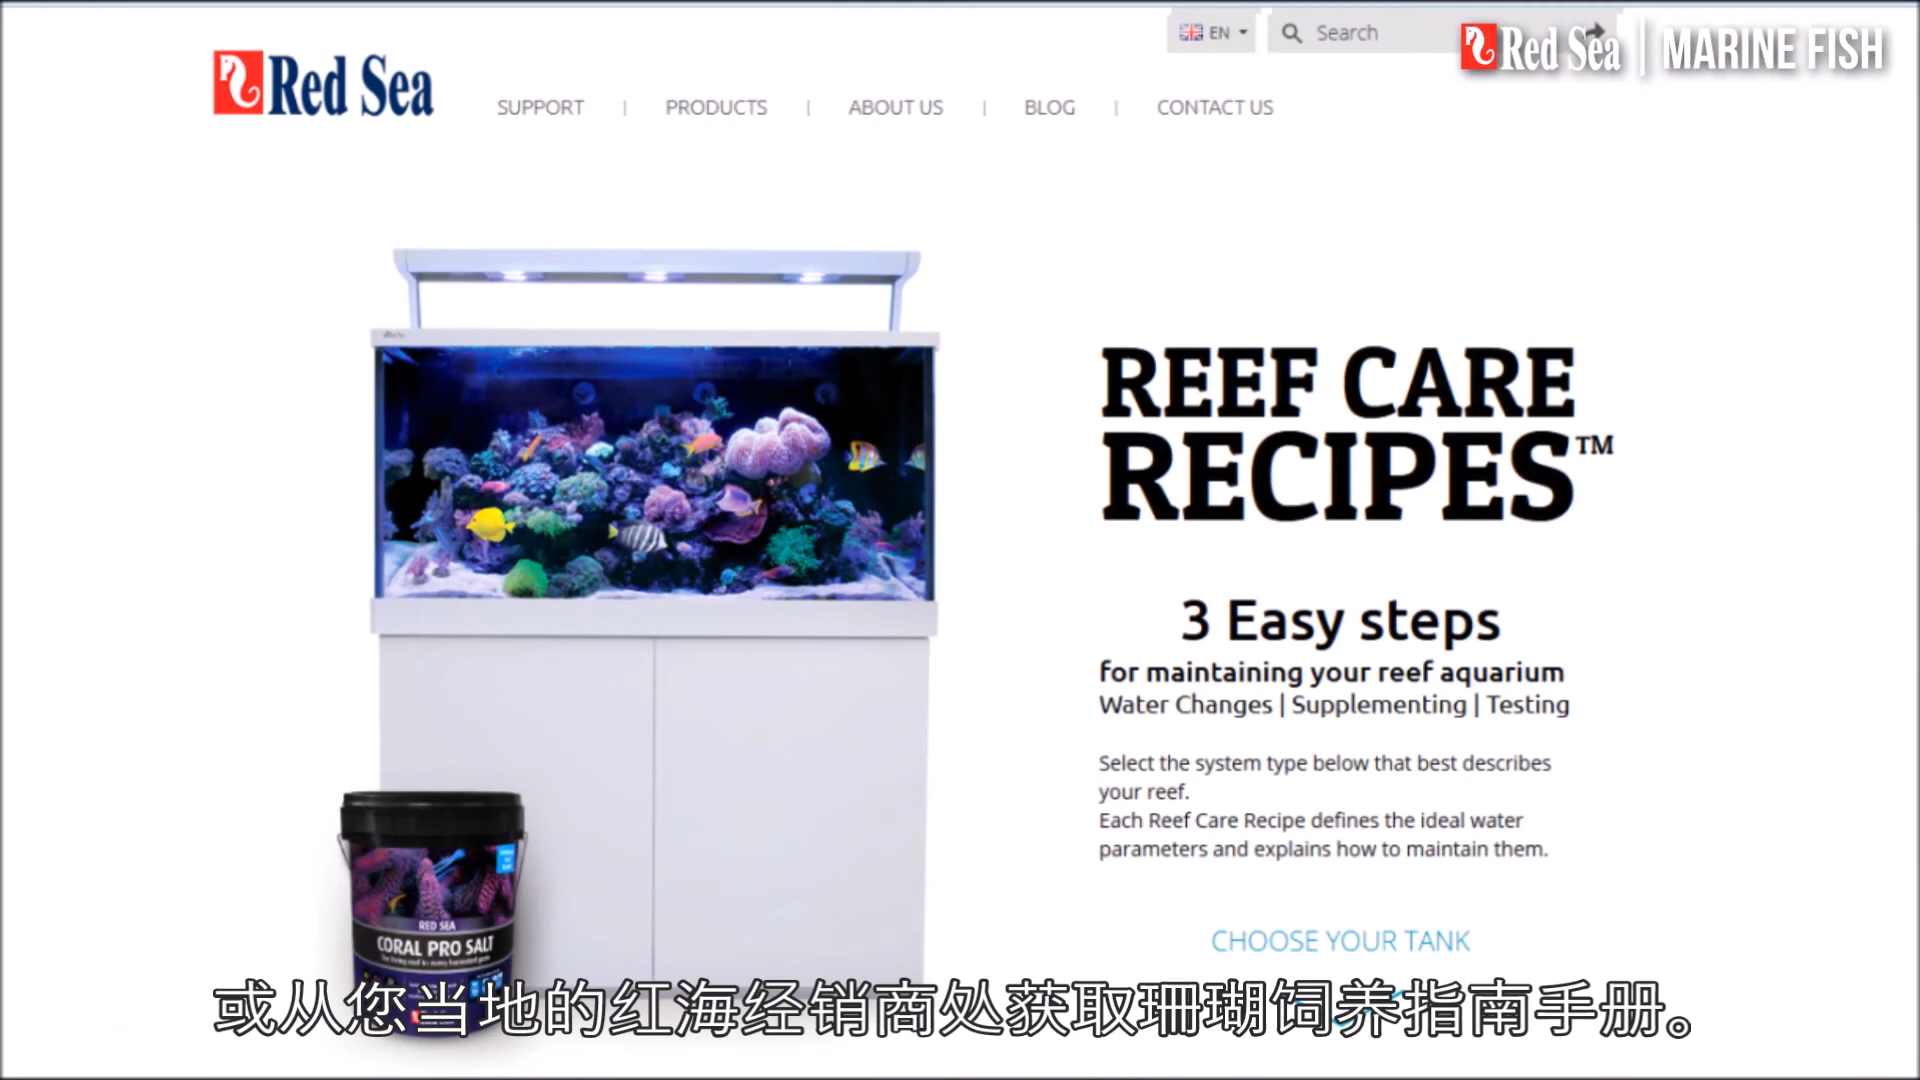 EN
Search
Red Sea | MARINE FISH
Red Sea
SUPPORT | PRODUCTS | ABOUT US | BLOG | CONTACT US
REEF CARE
RECIPES™
3 Easy steps
for maintaining your reef aquarium
Water Changes | Supplementing | Testing
Select the system type below that best describes
your reef.
Each Reef Care Recipe defines the ideal water
parameters and explains how to maintain them.
CHOOSE YOUR TANK
RED SEA
CORAL PRO SALT
或从您当地的红海经销商处获取珊瑚饲养指南手册。